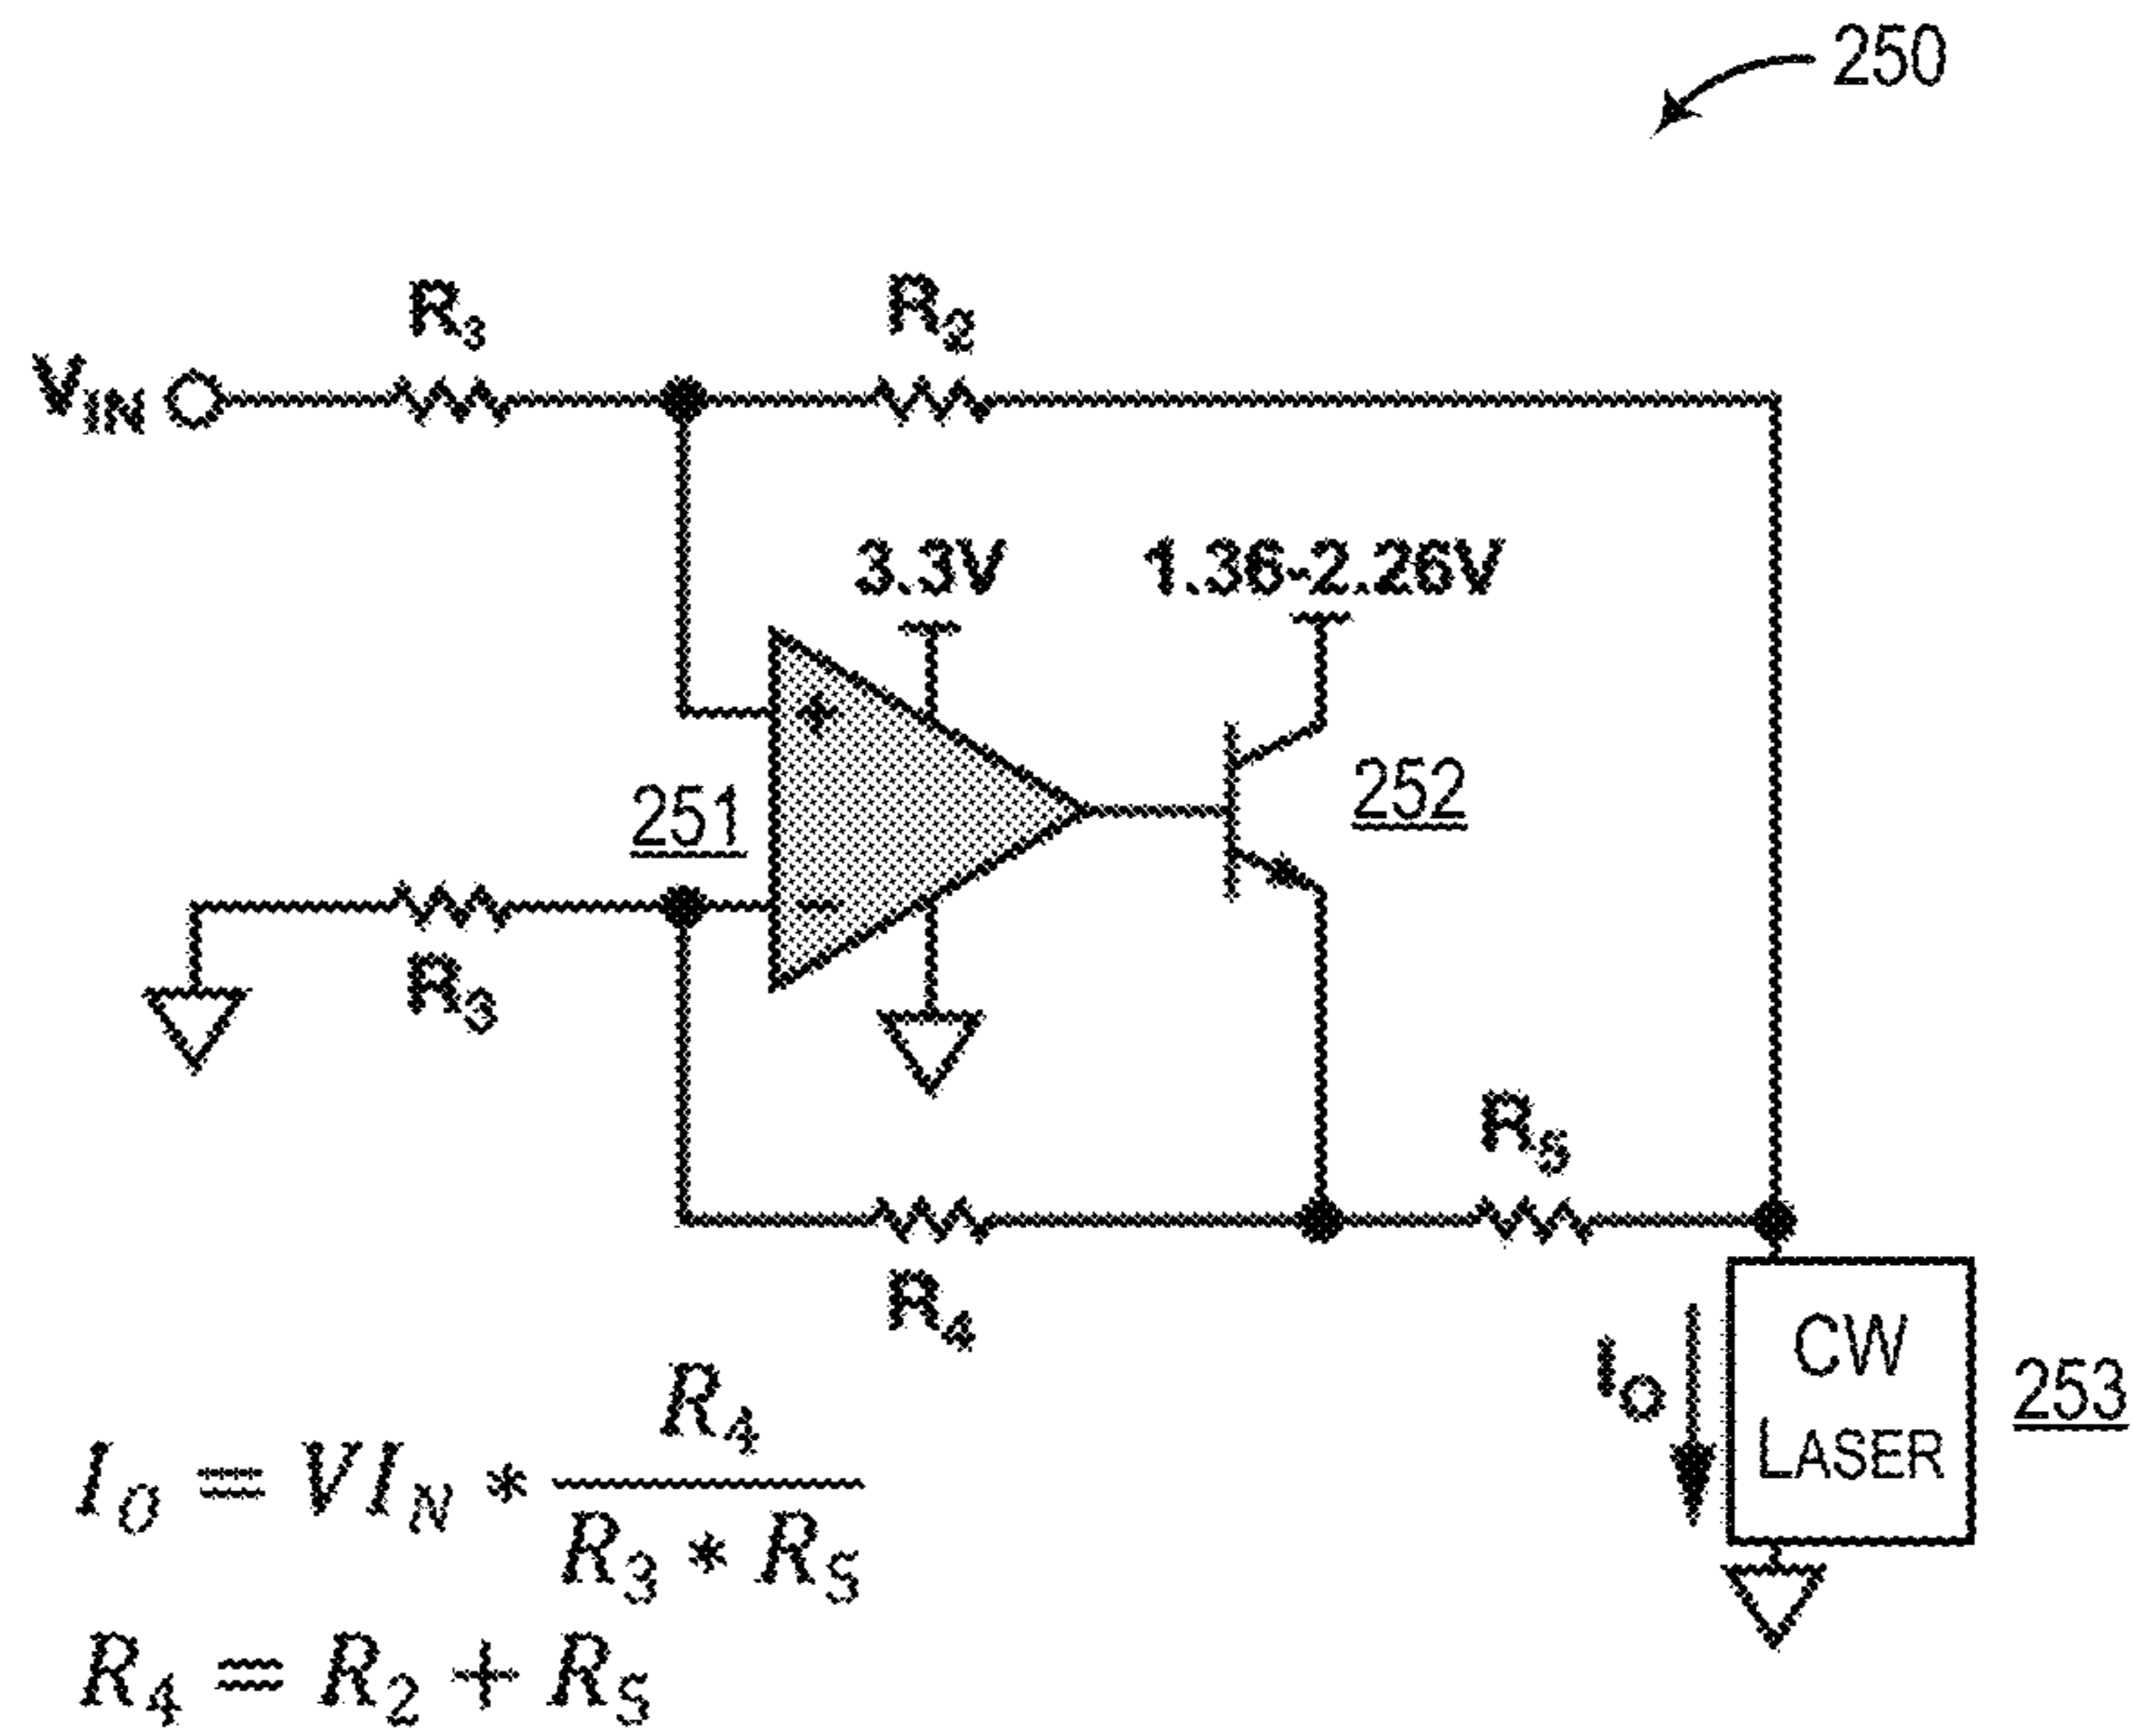 250
R3
R2
VIN
3.3V
1.36-2.26V
+
251
252
-
R3
R5
R4
IO
CW
LASER
253
IO = VIN * R4 / R3 * R5
R4 = R2 + R5